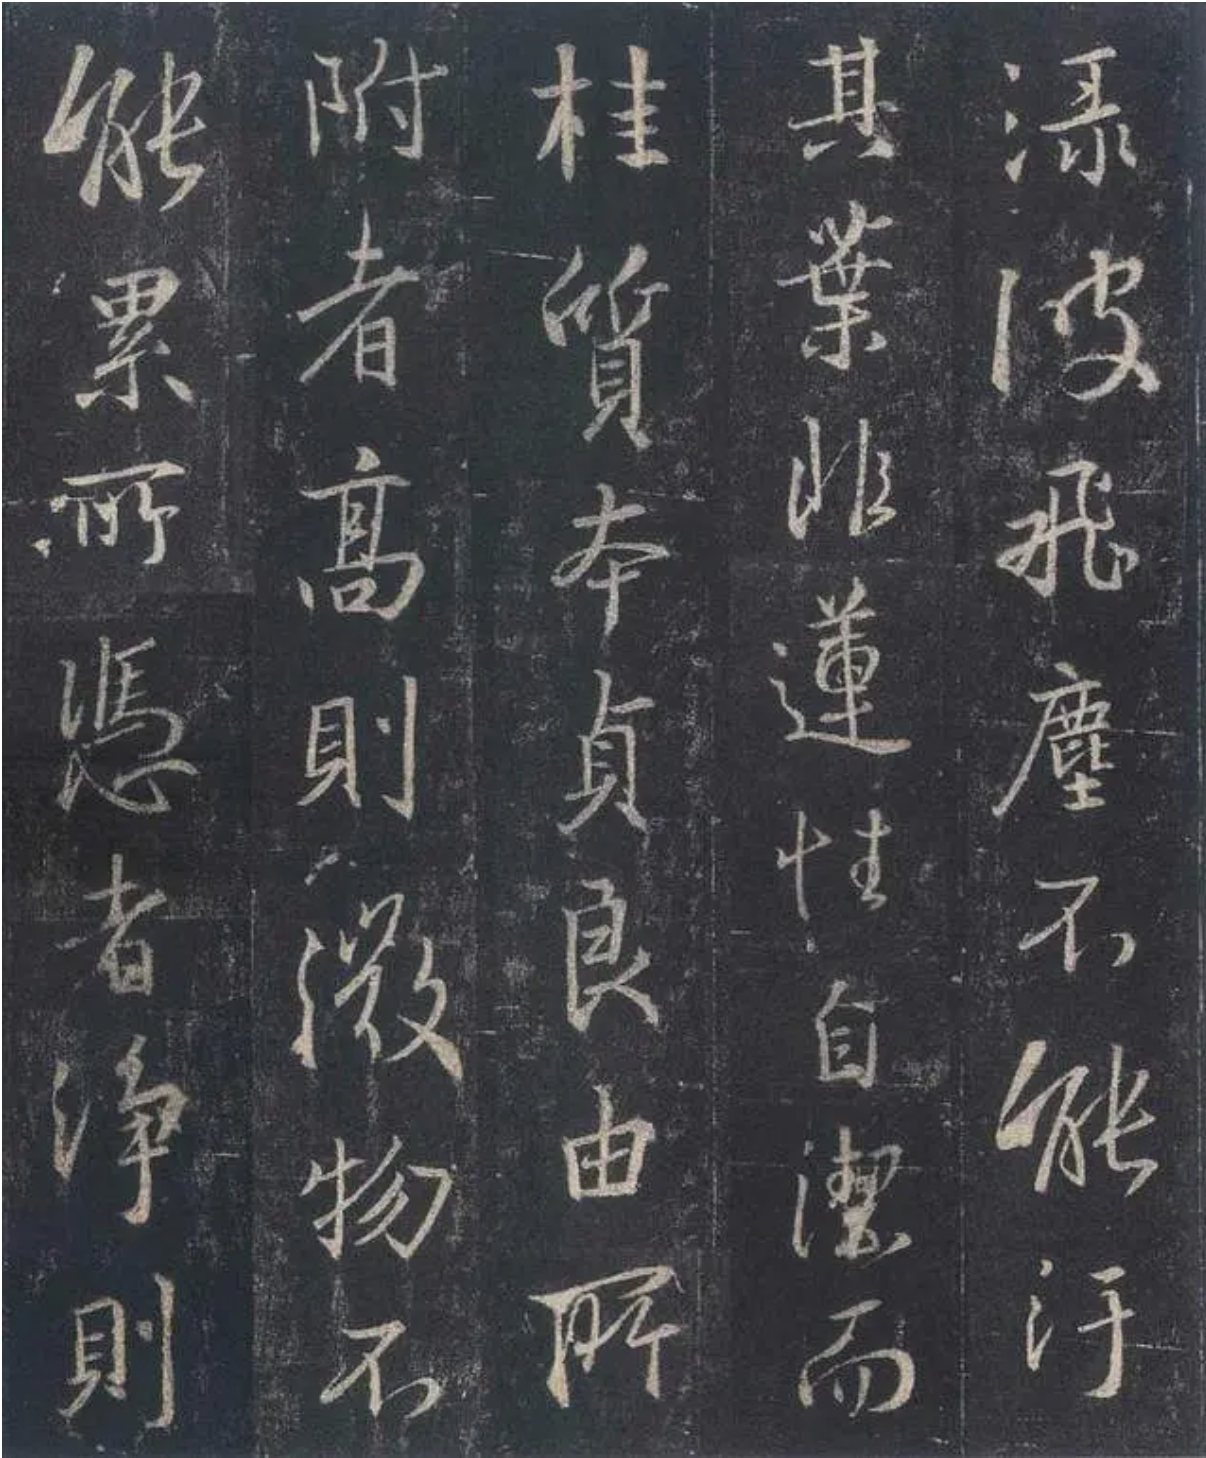 淥波飛塵不能汙
其葉非蓮性自潔而
桂質本貞良由所
附者高則微物不
能累所憑者淨則